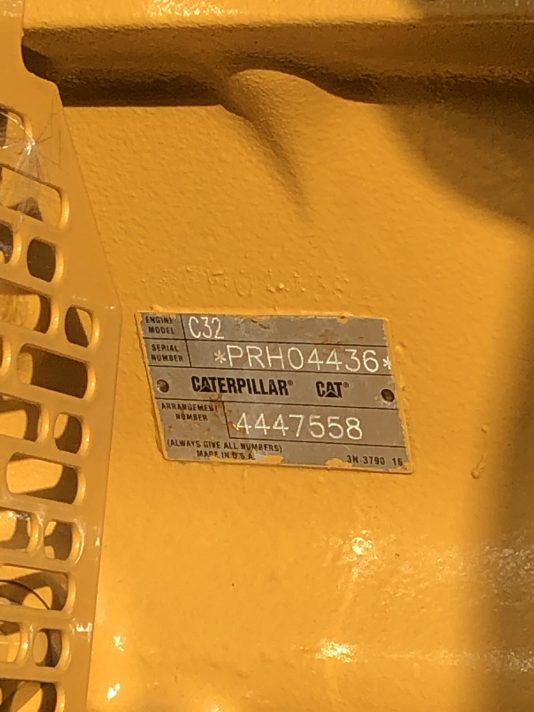 ENGINE MODEL C32
SERIAL NUMBER *PRH04436*
CATERPILLAR® CAT®
ARRANGEMENT NUMBER 4447558
(ALWAYS GIVE ALL NUMBERS)
MADE IN U.S.A. 3N-3790 16